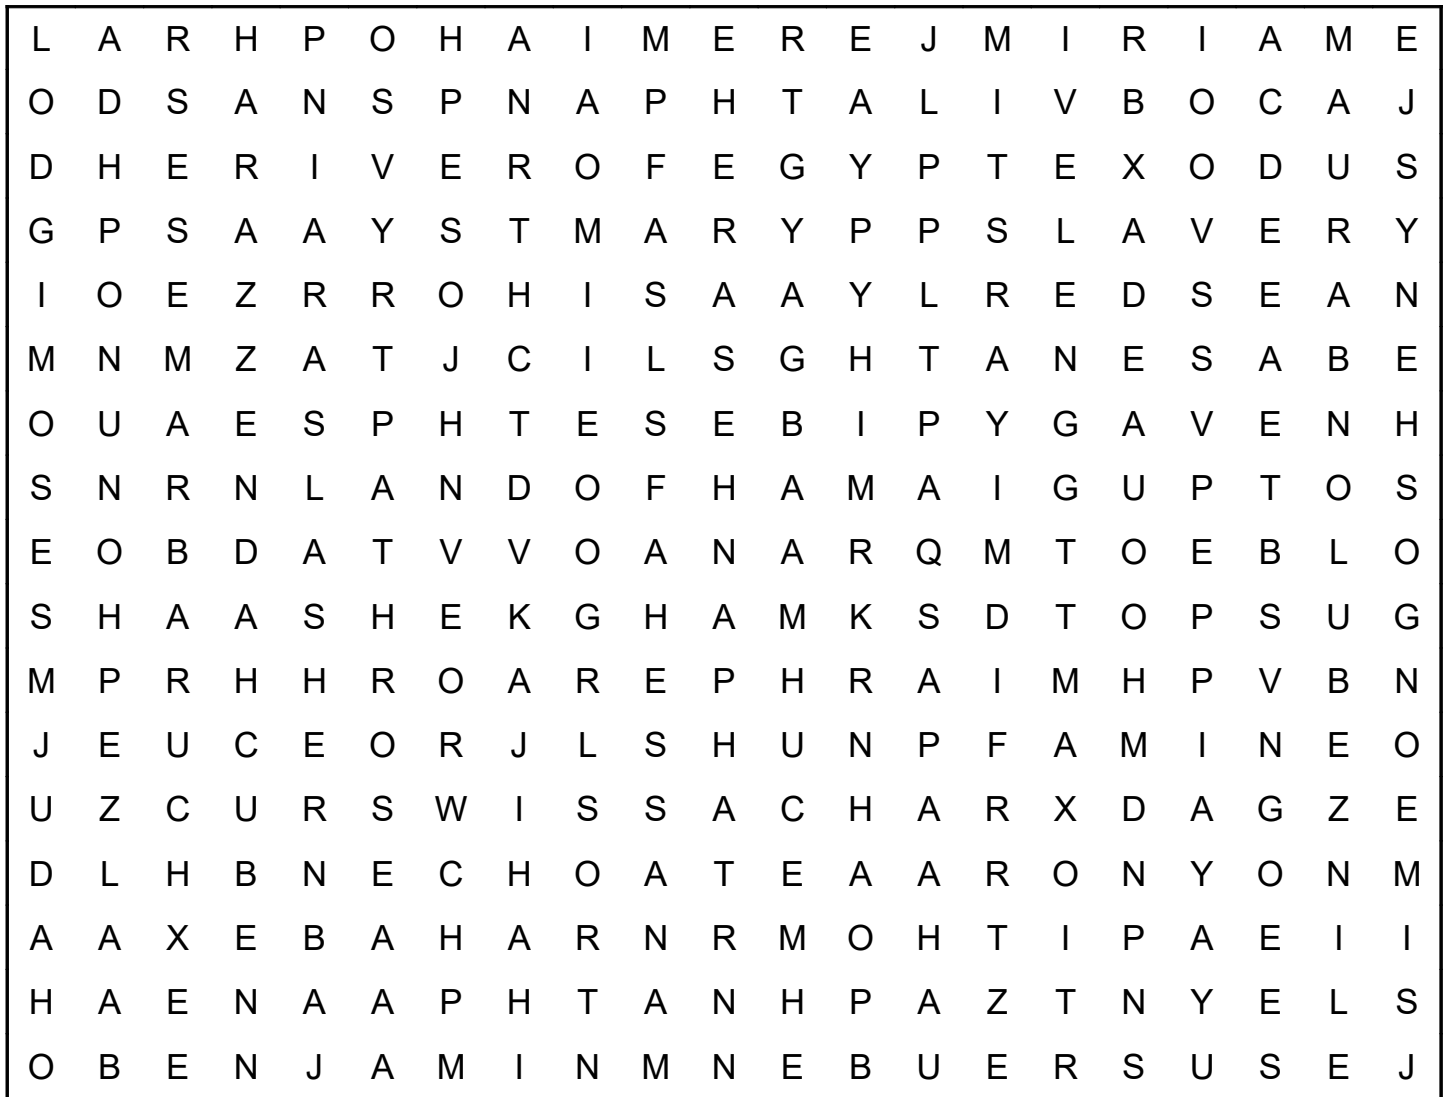 L A R H P O H A I M E R E J M I R I A M E
O D S A N S P N A P H T A L I V B O C A J
D H E R I V E R O F E G Y P T E X O D U S
G P S A A Y S T M A R Y P P S L A V E R Y
I O E Z R R O H I S A A Y L R E D S E A N
M N M Z A T J C I L S G H T A N E S A B E
O U A E S P H T E S E B I P Y G A V E N H
S N R N L A N D O F H A M A I G U P T O S
E O B D A T V V O A N A R Q M T O E B L O
S H A A S H E K G H A M K S D T O P S U G
M P R H H R O A R E P H R A I M H P V B N
J E U C E O R J L S H U N P F A M I N E O
U Z C U R S W I S S A C H A R X D A G Z E
D L H B N E C H O A T E A A R O N Y O N M
A A X E B A H A R N R M O H T I P A E I I
H A E N A A P H T A N H P A Z T N Y E L S
O B E N J A M I N M N E B U E R S U S E J